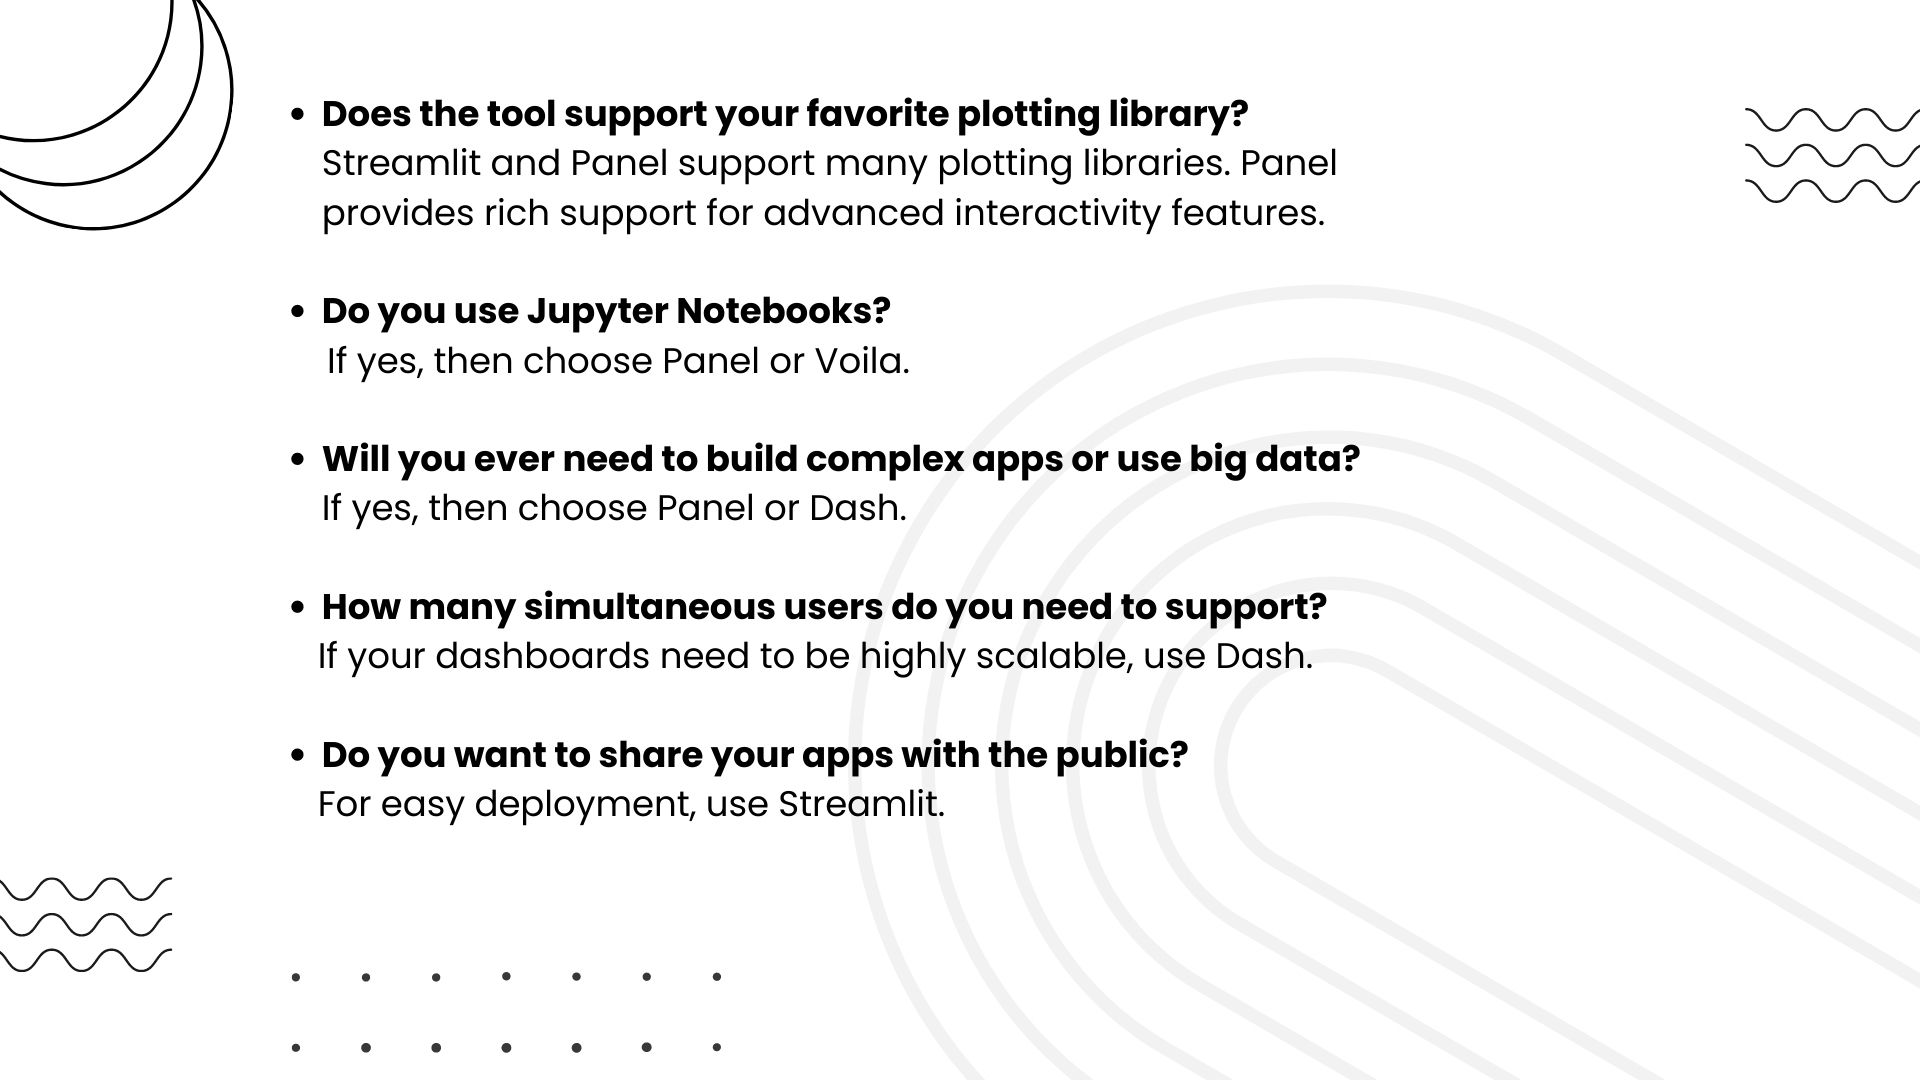 • Does the tool support your favorite plotting library?
Streamlit and Panel support many plotting libraries. Panel
provides rich support for advanced interactivity features.
• Do you use Jupyter Notebooks?
If yes, then choose Panel or Voila.
• Will you ever need to build complex apps or use big data?
If yes, then choose Panel or Dash.
• How many simultaneous users do you need to support?
If your dashboards need to be highly scalable, use Dash.
• Do you want to share your apps with the public?
For easy deployment, use Streamlit.